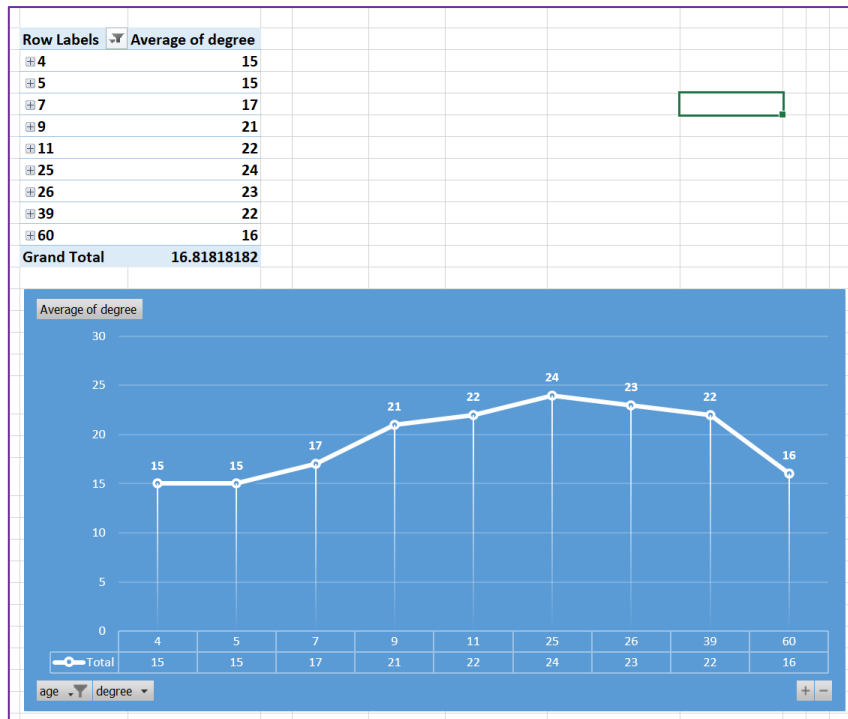 Row Labels Average of degree
4 15
5 15
7 17
9 21
11 22
25 24
26 23
39 22
60 16
Grand Total 16.81818182
Average of degree
30
25
20
15
10
5
0
15 15 17 21 22 24 23 22 16
4 5 7 9 11 25 26 39 60
Total 15 15 17 21 22 24 23 22 16
age degree